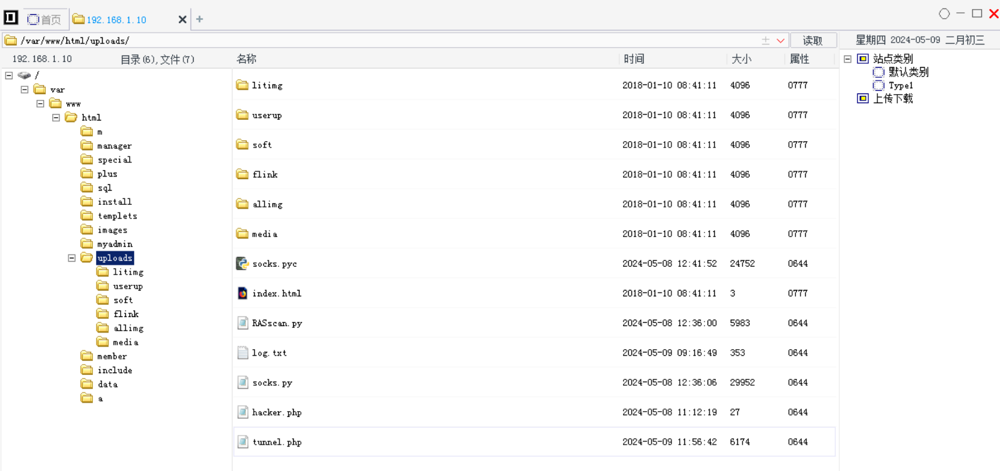 首页 192.168.1.10
/var/www/html/uploads/ 读取 星期四 2024-05-09 二月初三
192.168.1.10 目录(6),文件(7) 名称 时间 大小 属性
/
var
www
html
m
manager
special
plus
sql
install
templets
images
myadmin
uploads
litimg
userup
soft
flink
allimg
media
member
include
data
a
litimg 2018-01-10 08:41:11 4096 0777
userup 2018-01-10 08:41:11 4096 0777
soft 2018-01-10 08:41:11 4096 0777
flink 2018-01-10 08:41:11 4096 0777
allimg 2018-01-10 08:41:11 4096 0777
media 2018-01-10 08:41:11 4096 0777
socks.pyc 2024-05-08 12:41:52 24752 0644
index.html 2018-01-10 08:41:11 3 0777
RASscan.py 2024-05-08 12:36:00 5983 0644
log.txt 2024-05-09 09:16:49 353 0644
socks.py 2024-05-08 12:36:06 29952 0644
hacker.php 2024-05-08 11:12:19 27 0644
tunnel.php 2024-05-09 11:56:42 6174 0644
站点类别
默认类别
Type1
上传下载